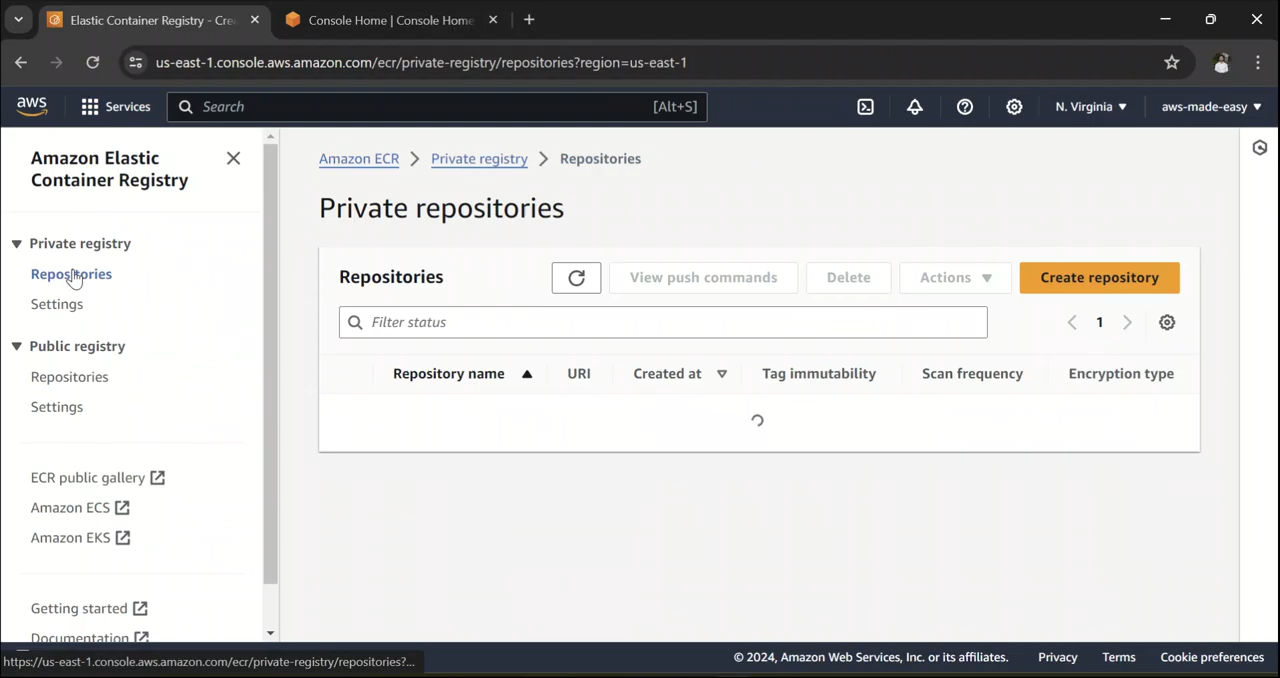 Elastic Container Registry - Cre
Console Home | Console Home
us-east-1.console.aws.amazon.com/ecr/private-registry/repositories?region=us-east-1
aws
Services
Search
[Alt+S]
N. Virginia
aws-made-easy
Amazon Elastic
Container Registry
Private registry
Repositories
Settings
Public registry
Repositories
Settings
ECR public gallery
Amazon ECS
Amazon EKS
Getting started
Documentation
Amazon ECR
Private registry
Repositories
Private repositories
Repositories
View push commands
Delete
Actions
Create repository
Filter status
1
Repository name
URI
Created at
Tag immutability
Scan frequency
Encryption type
https://us-east-1.console.aws.amazon.com/ecr/private-registry/repositories?...
© 2024, Amazon Web Services, Inc. or its affiliates.
Privacy
Terms
Cookie preferences